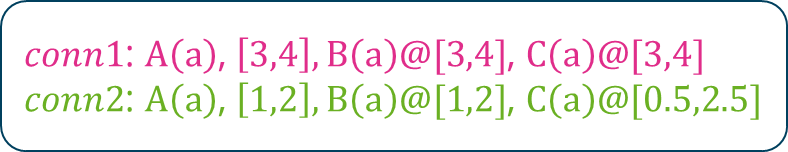 conn1: A(a), [3,4], B(a)@[3,4], C(a)@[3,4]
conn2: A(a), [1,2], B(a)@[1,2], C(a)@[0.5,2.5]